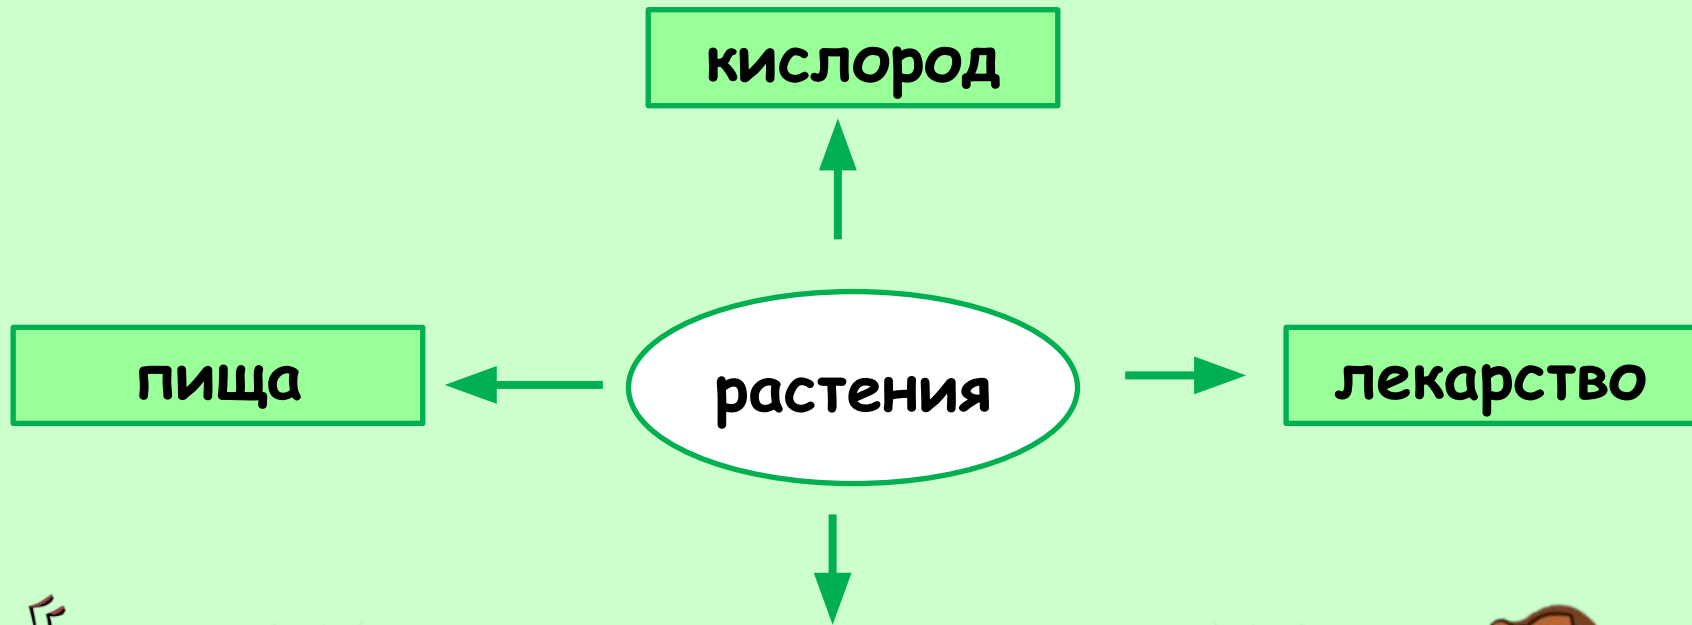 кислород
пища
растения
лекарство